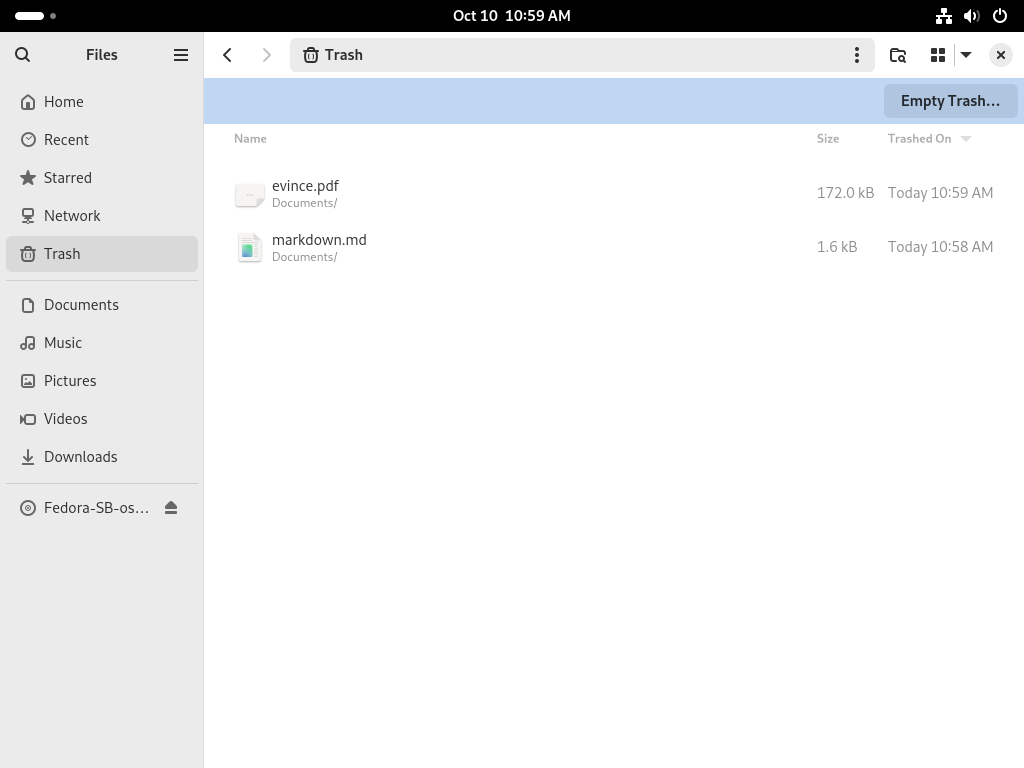 Oct 10  10:59 AM
Files
Trash
Home
Recent
Starred
Network
Trash
Documents
Music
Pictures
Videos
Downloads
Fedora-SB-os…
Empty Trash…
Name
Size
Trashed On
evince.pdf
Documents/
172.0 kB
Today 10:59 AM
markdown.md
Documents/
1.6 kB
Today 10:58 AM